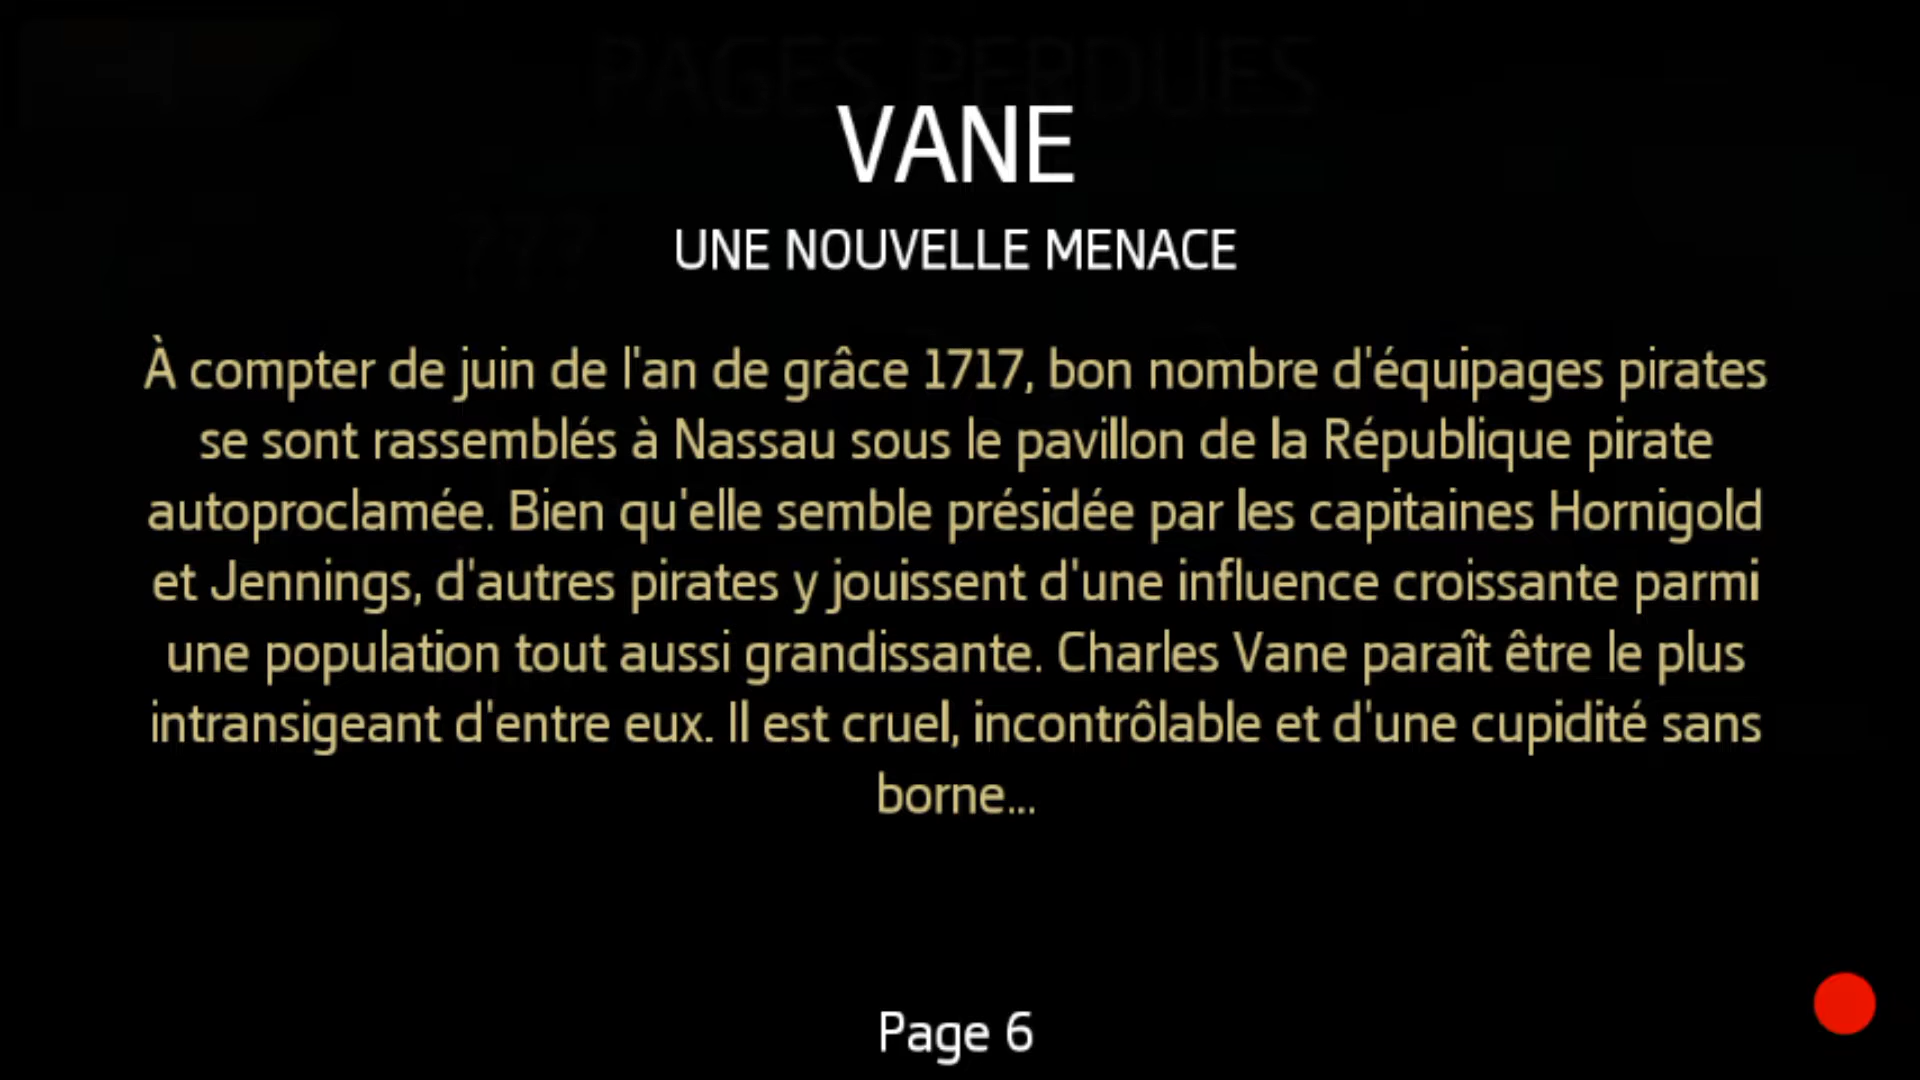 PAGES PERDUES
VANE
???
UNE NOUVELLE MENACE
À compter de juin de l'an de grâce 1717, bon nombre d'équipages pirates
se sont rassemblés à Nassau sous le pavillon de la République pirate
autoproclamée. Bien qu'elle semble présidée par les capitaines Hornigold
et Jennings, d'autres pirates y jouissent d'une influence croissante parmi
une population tout aussi grandissante. Charles Vane paraît être le plus
intransigeant d'entre eux. Il est cruel, incontrôlable et d'une cupidité sans
borne...
Page 6